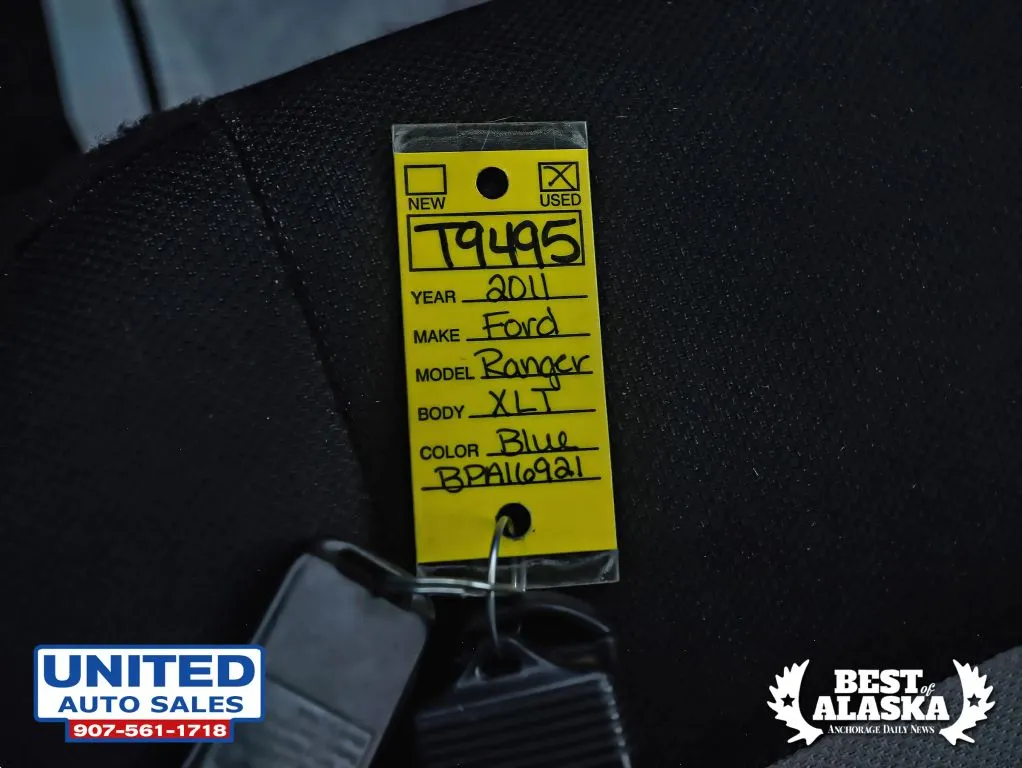 NEW USED
T9495
YEAR 2011
MAKE Ford
MODEL Ranger
BODY XLT
COLOR Blue
BPA16921
UNITED
AUTO SALES
907-561-1718
BEST of
ALASKA
ANCHORAGE DAILY NEWS